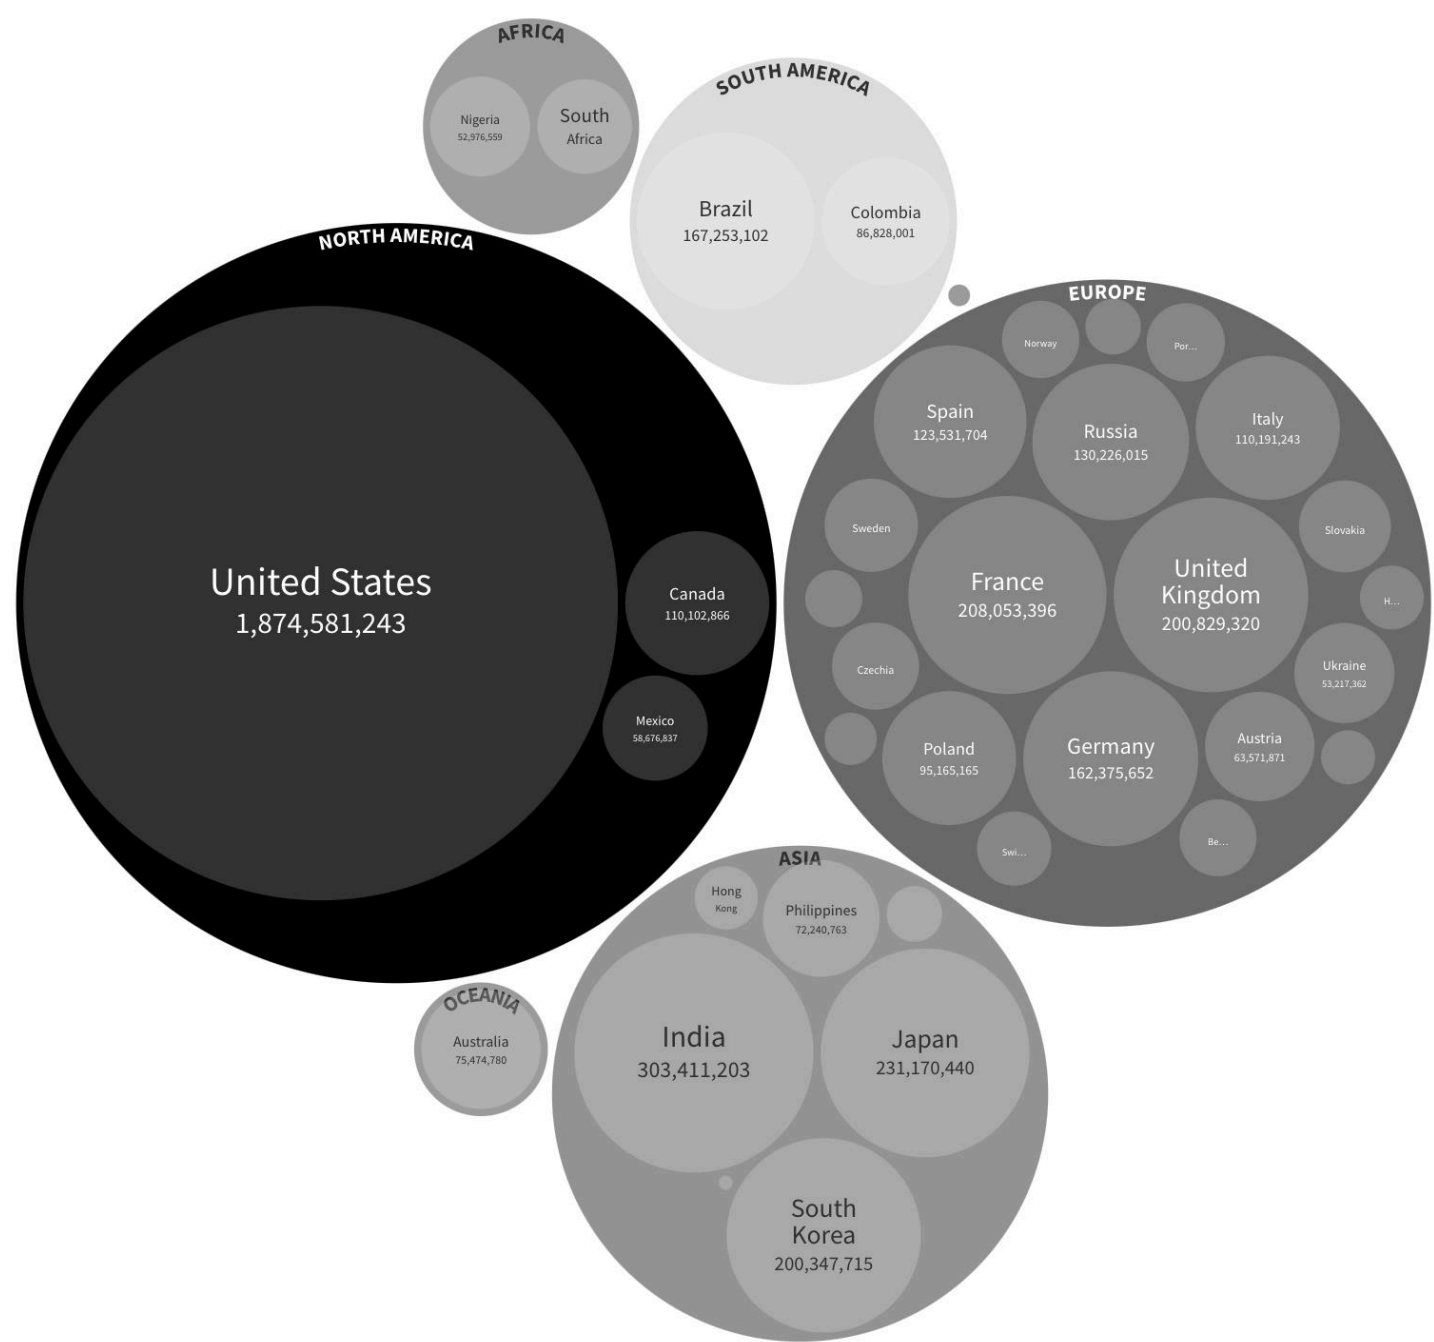 AFRICA
Nigeria
52,976,559
South
Africa
SOUTH AMERICA
Brazil
167,253,102
Colombia
86,828,001
NORTH AMERICA
United States
1,874,581,243
Canada
110,102,866
Mexico
58,676,837
EUROPE
Norway
Por...
Spain
123,531,704
Russia
130,226,015
Italy
110,191,243
Sweden
Slovakia
France
208,053,396
United
Kingdom
200,829,320
H...
Czechia
Ukraine
53,217,362
Poland
95,165,165
Germany
162,375,652
Austria
63,571,871
Swi...
Be...
ASIA
Hong
Kong
Philippines
72,240,763
India
303,411,203
Japan
231,170,440
South
Korea
200,347,715
OCEANIA
Australia
75,474,780